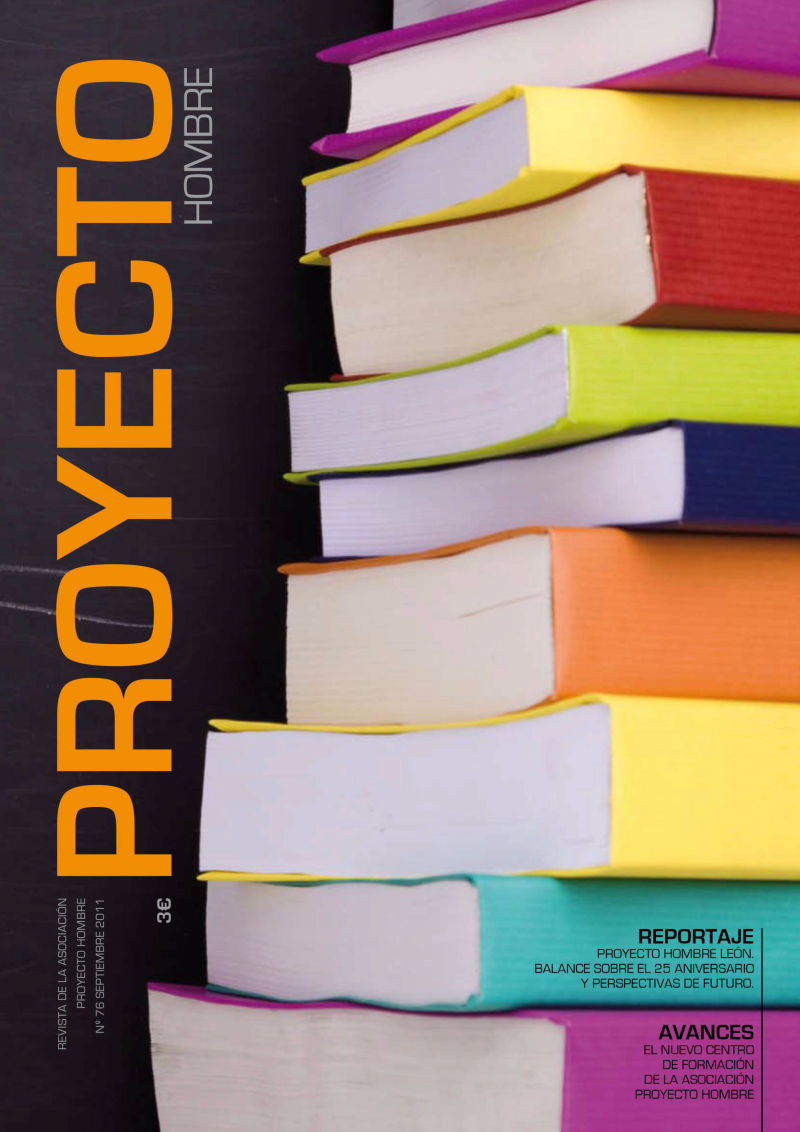 PROYECTO
HOMBRE
REVISTA DE LA ASOCIACIÓN
PROYECTO HOMBRE
Nº 76 SEPTIEMBRE 2011
3€
REPORTAJE
PROYECTO HOMBRE LEÓN.
BALANCE SOBRE EL 25 ANIVERSARIO
Y PERSPECTIVAS DE FUTURO.
AVANCES
EL NUEVO CENTRO
DE FORMACIÓN
DE LA ASOCIACIÓN
PROYECTO HOMBRE